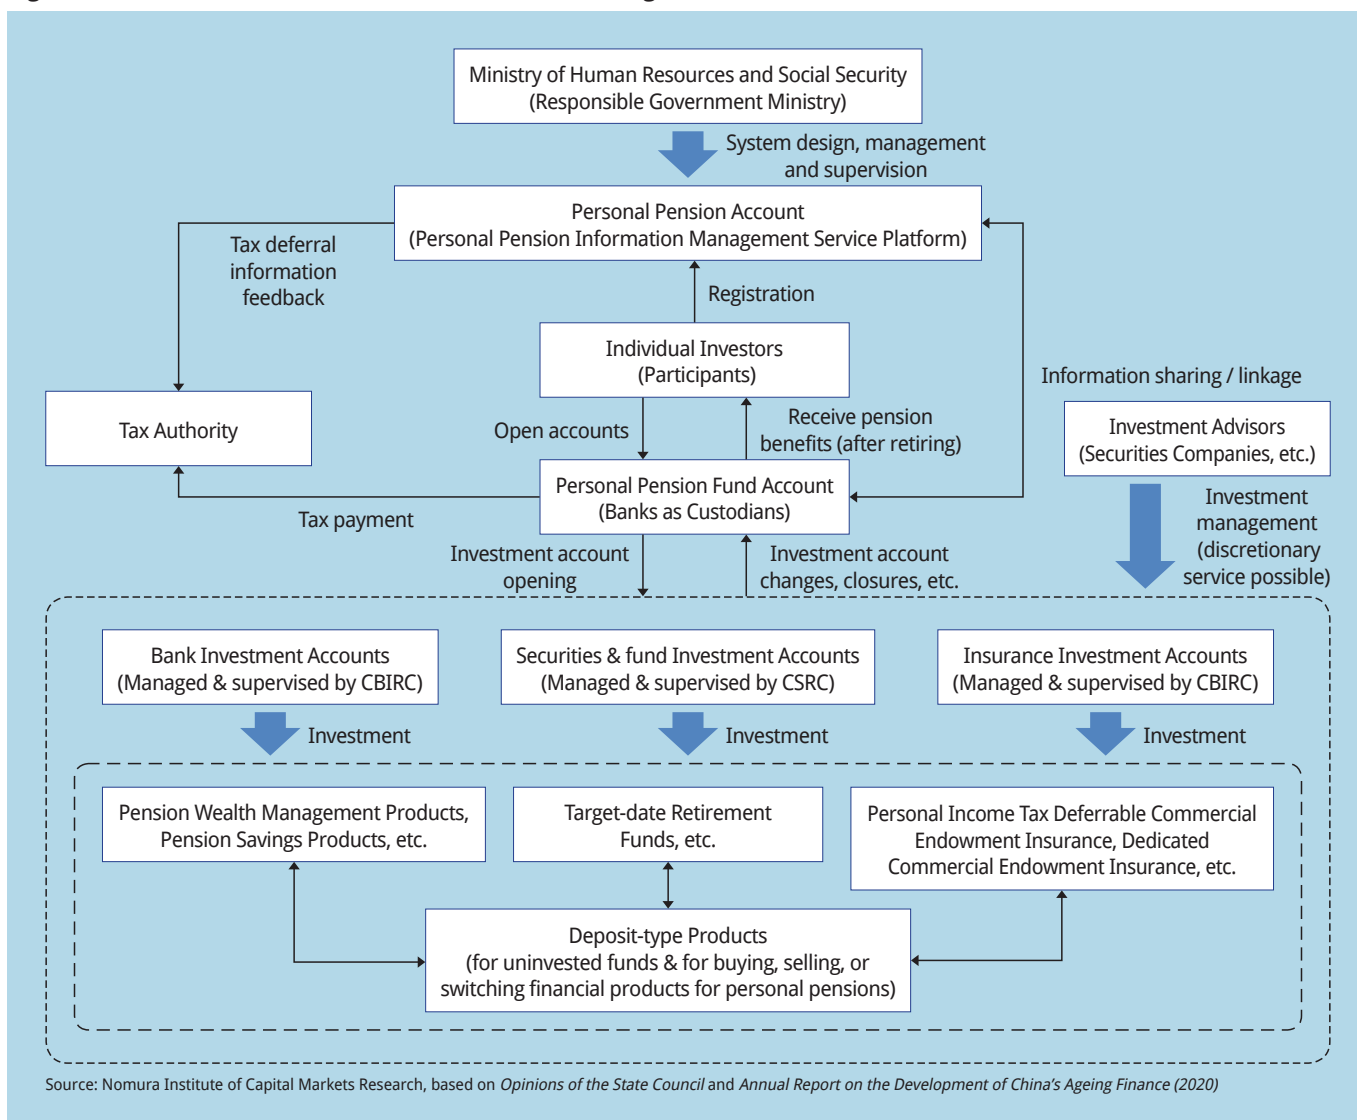 Ministry of Human Resources and Social Security
(Responsible Government Ministry)
System design, management
and supervision
Personal Pension Account
(Personal Pension Information Management Service Platform)
Tax deferral
information
feedback
Registration
Individual Investors
(Participants)
Information sharing / linkage
Tax Authority
Open accounts
Receive pension
benefits (after retiring)
Investment Advisors
(Securities Companies, etc.)
Personal Pension Fund Account
(Banks as Custodians)
Tax payment
Investment
management
(discretionary
service possible)
Investment account
opening
Investment account
changes, closures, etc.
Bank Investment Accounts
(Managed & supervised by CBIRC)
Securities & fund Investment Accounts
(Managed & supervised by CSRC)
Insurance Investment Accounts
(Managed & supervised by CBIRC)
Investment
Investment
Investment
Pension Wealth Management Products,
Pension Savings Products, etc.
Target-date Retirement
Funds, etc.
Personal Income Tax Deferrable Commercial
Endowment Insurance, Dedicated
Commercial Endowment Insurance, etc.
Deposit-type Products
(for uninvested funds & for buying, selling, or
switching financial products for personal pensions)
Source: Nomura Institute of Capital Markets Research, based on Opinions of the State Council and Annual Report on the Development of China's Ageing Finance (2020)